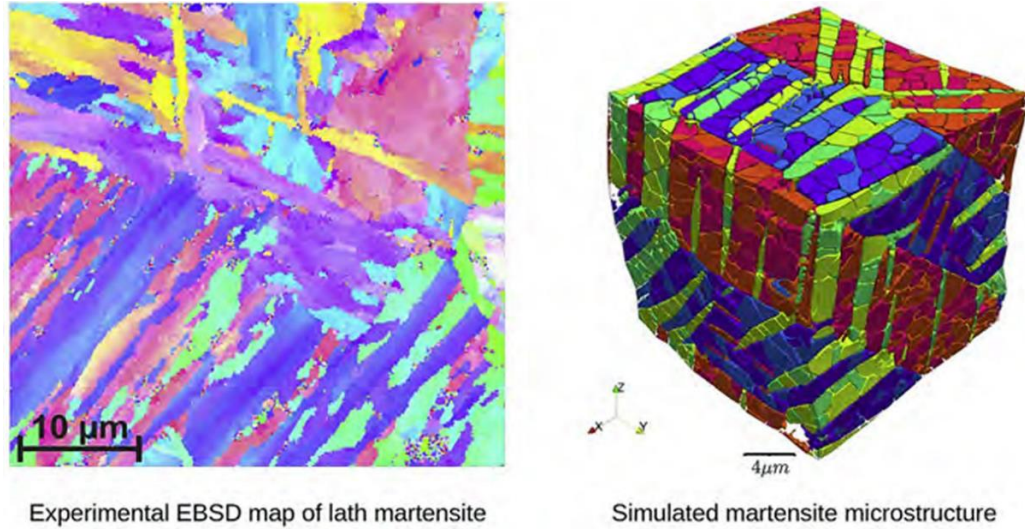 10 µm
Z
X
Y
4µm
Experimental EBSD map of lath martensite
Simulated martensite microstructure